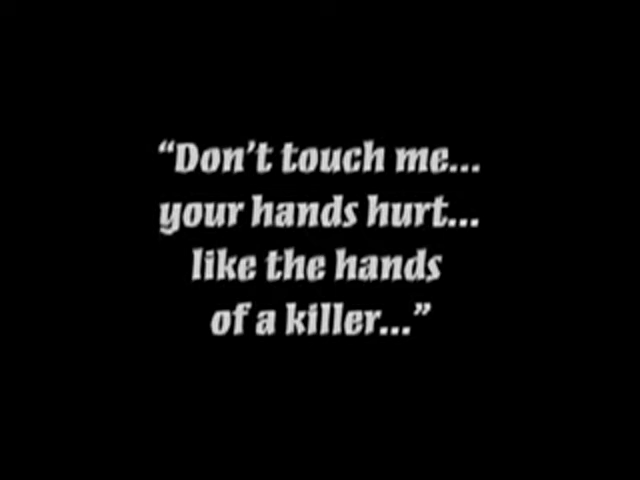 “Don’t touch me...
your hands hurt...
like the hands
of a killer...”